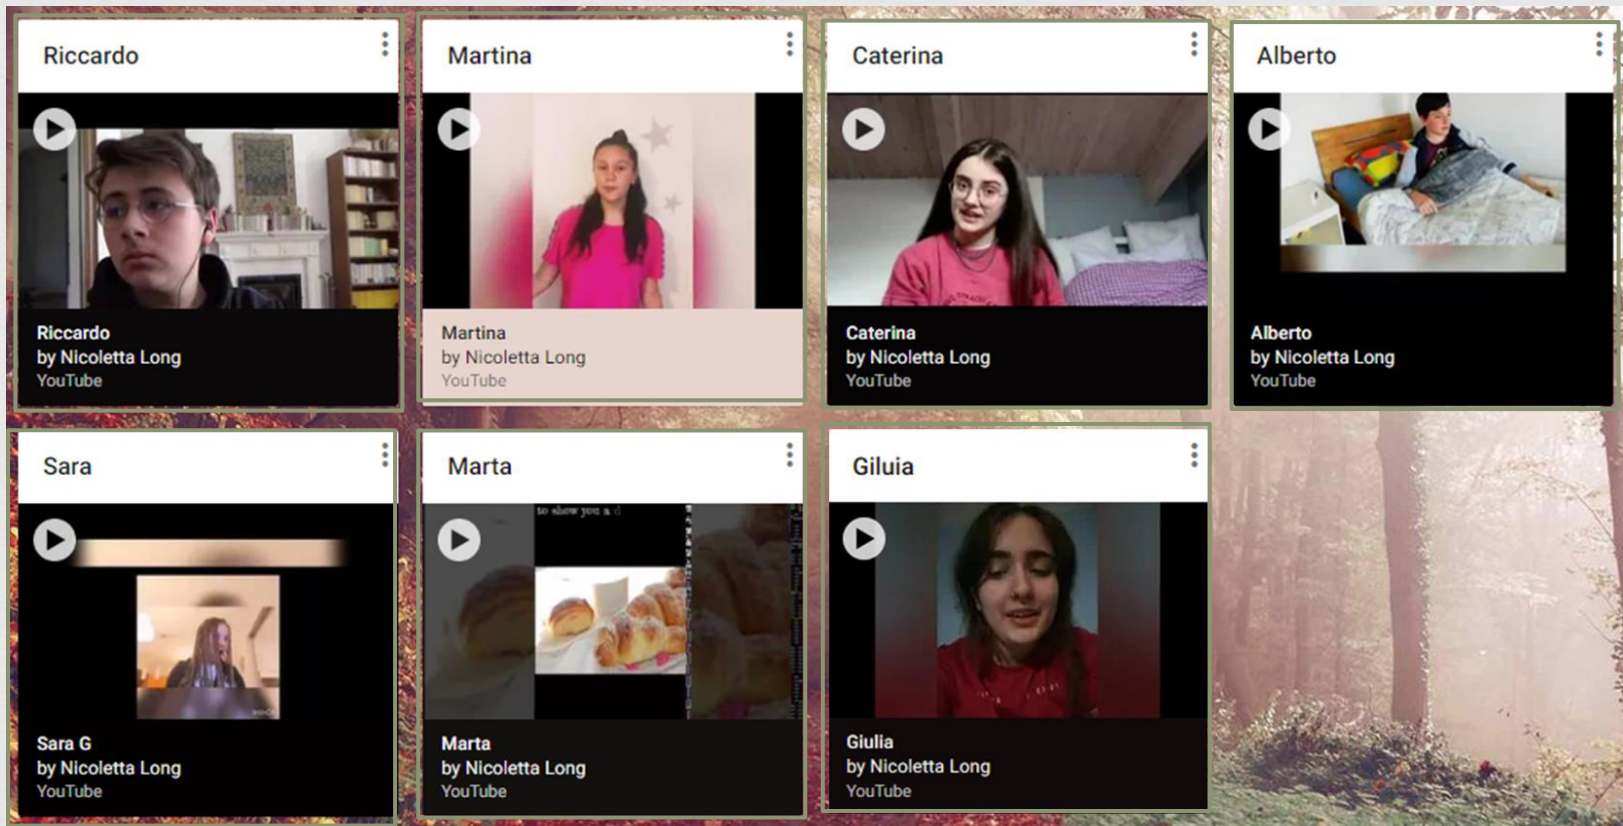 Riccardo
Riccardo
by Nicoletta Long
YouTube
Martina
Martina
by Nicoletta Long
YouTube
Caterina
Caterina
by Nicoletta Long
YouTube
Alberto
Alberto
by Nicoletta Long
YouTube
Sara
Sara G
by Nicoletta Long
YouTube
Marta
to show you a d
Marta
by Nicoletta Long
YouTube
Giluia
Giulia
by Nicoletta Long
YouTube